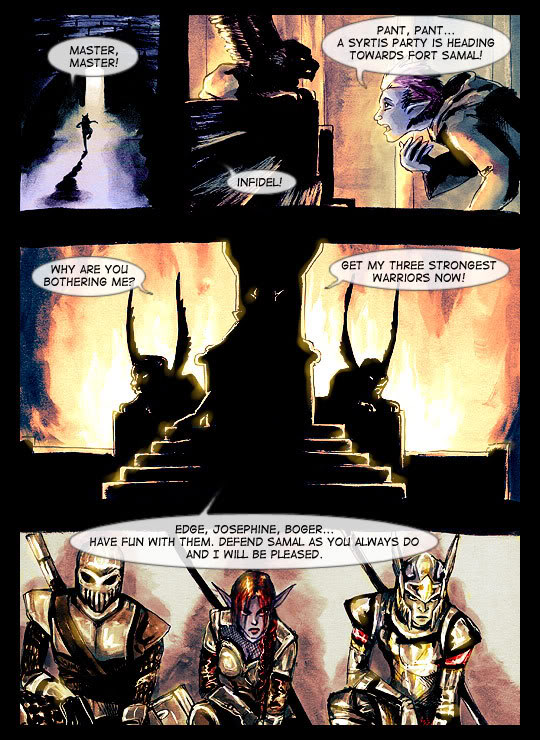 MASTER,
MASTER!
PANT, PANT...
A SYRTIS PARTY IS HEADING
TOWARDS FORT SAMAL!
INFIDEL!
WHY ARE YOU
BOTHERING ME?
GET MY THREE STRONGEST
WARRIORS NOW!
EDGE, JOSEPHINE, BOGER...
HAVE FUN WITH THEM. DEFEND SAMAL AS YOU ALWAYS DO
AND I WILL BE PLEASED.